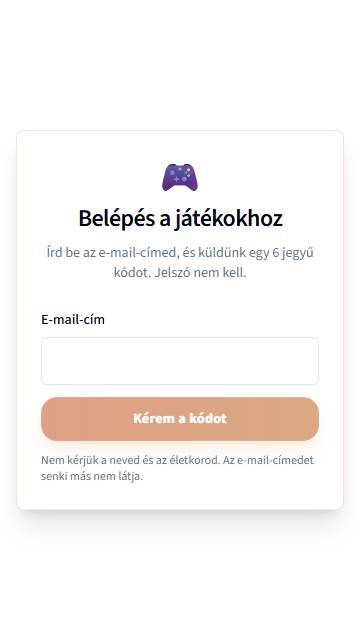 Belépés a játékokhoz
Írd be az e-mail-címed, és küldünk egy 6 jegyű
kódot. Jelszó nem kell.
E-mail-cím
Kérem a kódot
Nem kérjük a neved és az életkorod. Az e-mail-címedet
senki más nem látja.